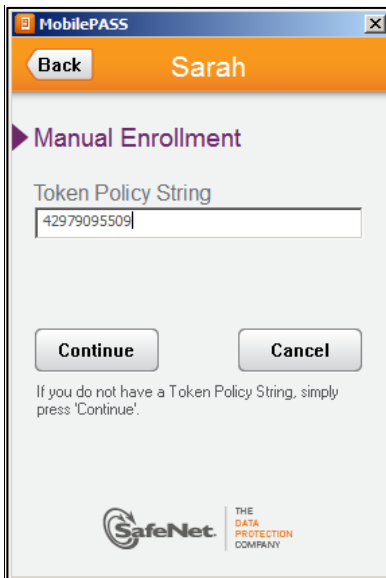 MobilePASS
Back
Sarah
Manual Enrollment
Token Policy String
42979095509
Continue
Cancel
If you do not have a Token Policy String, simply
press 'Continue'.
SafeNet.
THE
DATA
PROTECTION
COMPANY